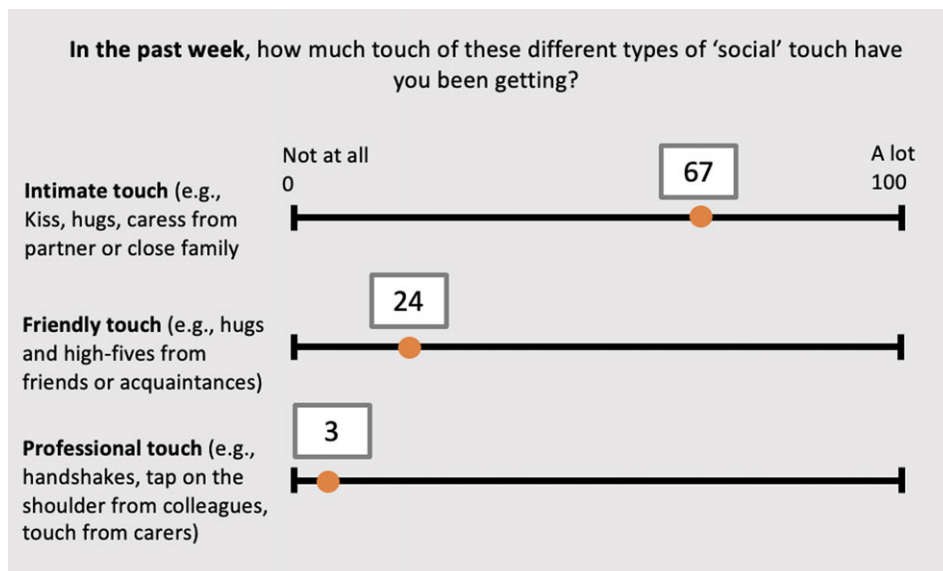 In the past week, how much touch of these different types of ‘social’ touch have
you been getting?
Not at all
0
67
A lot
100
Intimate touch (e.g.,
Kiss, hugs, caress from
partner or close family
24
Friendly touch (e.g., hugs
and high-fives from
friends or acquaintances)
3
Professional touch (e.g.,
handshakes, tap on the
shoulder from colleagues,
touch from carers)